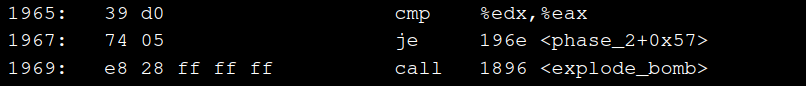 1965: 39 d0 cmp %edx,%eax
1967: 74 05 je 196e <phase_2+0x57>
1969: e8 28 ff ff ff call 1896 <explode_bomb>